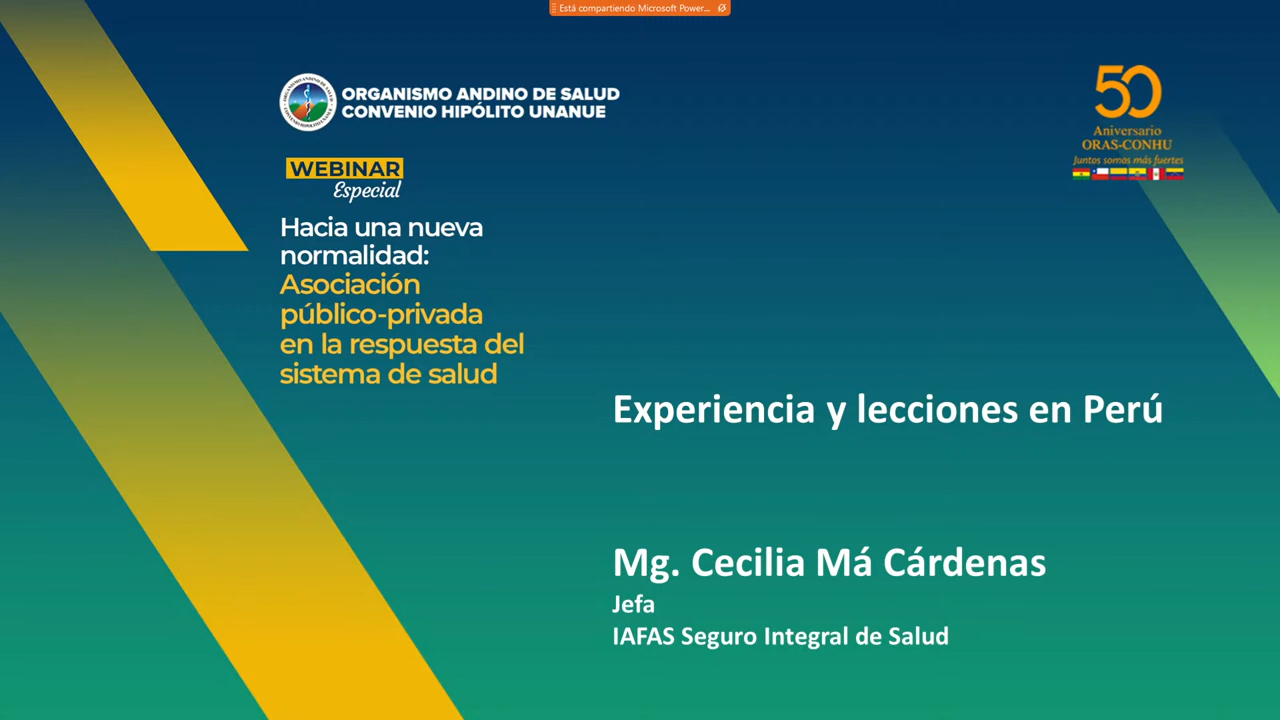 Está compartiendo Microsoft Power...
ORGANISMO ANDINO DE SALUD
CONVENIO HIPÓLITO UNANUE
50
Aniversario
ORAS-CONHU
Juntos somos más fuertes
WEBINAR
Especial
Hacia una nueva
normalidad:
Asociación
público-privada
en la respuesta del
sistema de salud
Experiencia y lecciones en Perú
Mg. Cecilia Má Cárdenas
Jefa
IAFAS Seguro Integral de Salud